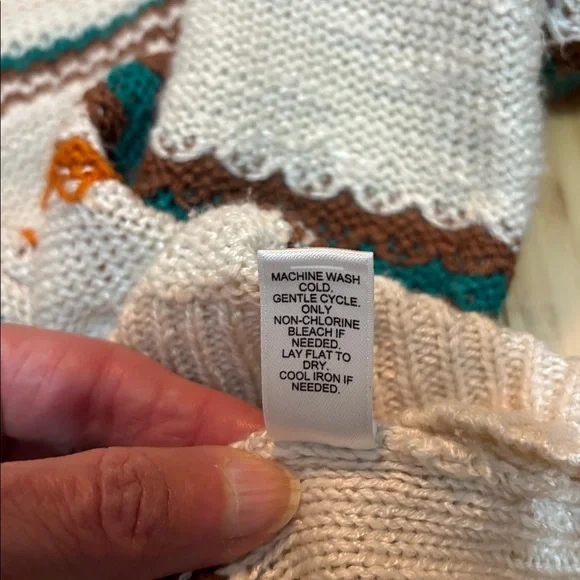 MACHINE WASH
COLD.
GENTLE CYCLE.
ONLY
NON-CHLORINE
BLEACH IF
NEEDED.
LAY FLAT TO
DRY.
COOL IRON IF
NEEDED.